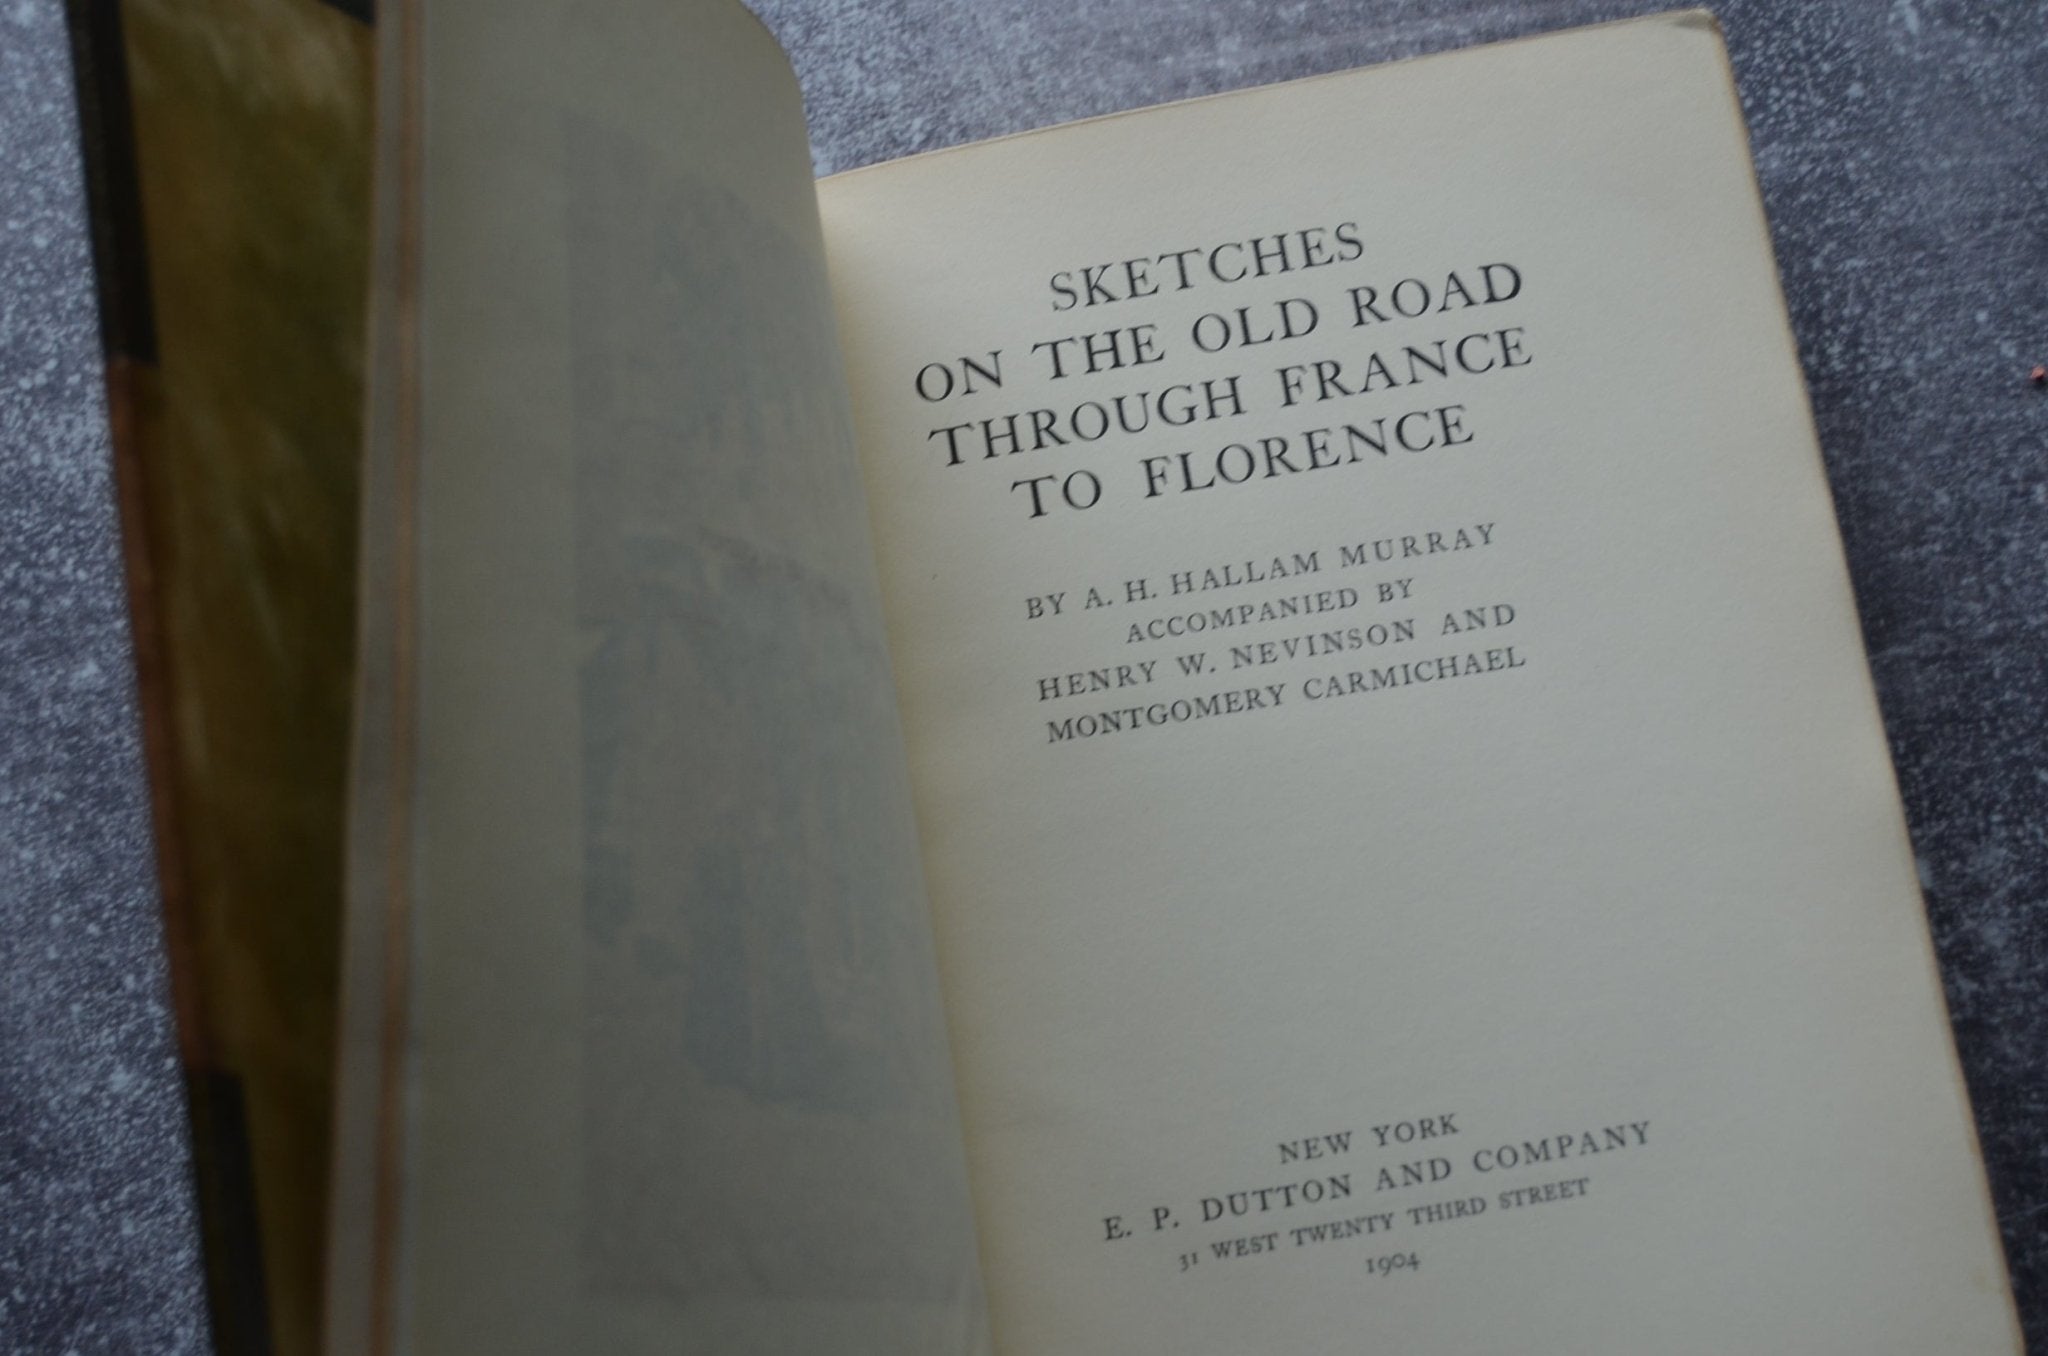 SKETCHES
ON THE OLD ROAD
THROUGH FRANCE
TO FLORENCE
BY A. H. HALLAM MURRAY
ACCOMPANIED BY
HENRY W. NEVINSON AND
MONTGOMERY CARMICHAEL
NEW YORK
E. P. DUTTON AND COMPANY
31 WEST TWENTY THIRD STREET
1904